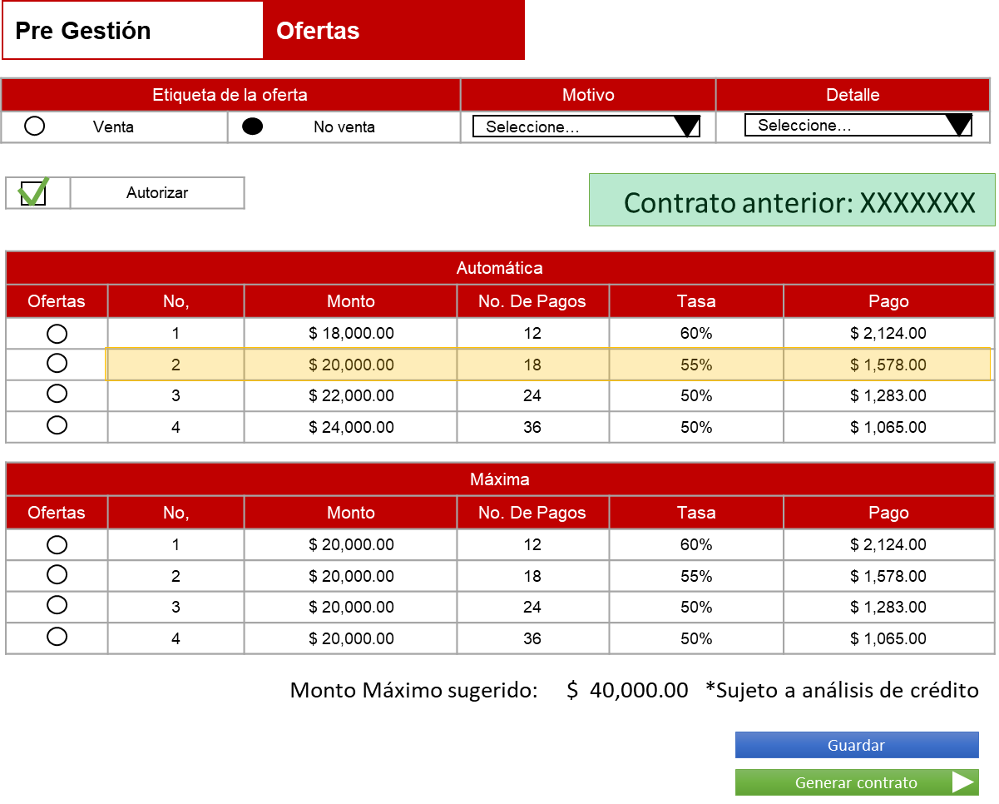 Pre Gestión Ofertas
Etiqueta de la oferta Motivo Detalle
Venta No venta Seleccione... Seleccione...
Autorizar
Contrato anterior: XXXXXXX
Automática
Ofertas No, Monto No. De Pagos Tasa Pago
1 $ 18,000.00 12 60% $ 2,124.00
2 $ 20,000.00 18 55% $ 1,578.00
3 $ 22,000.00 24 50% $ 1,283.00
4 $ 24,000.00 36 50% $ 1,065.00
Máxima
Ofertas No, Monto No. De Pagos Tasa Pago
1 $ 20,000.00 12 60% $ 2,124.00
2 $ 20,000.00 18 55% $ 1,578.00
3 $ 20,000.00 24 50% $ 1,283.00
4 $ 20,000.00 36 50% $ 1,065.00
Monto Máximo sugerido: $ 40,000.00 *Sujeto a análisis de crédito
Guardar
Generar contrato